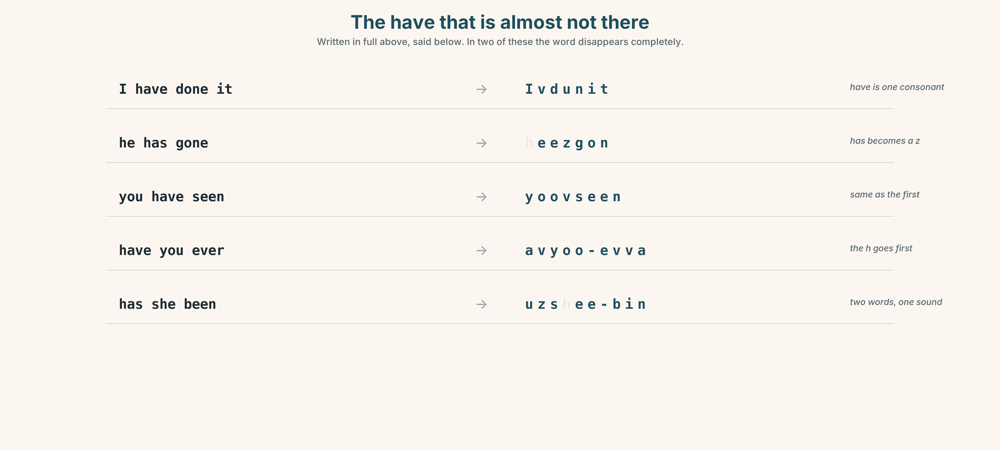 The have that is almost not there
Written in full above, said below. In two of these the word disappears completely.
I have done it → Ivdunit have is one consonant
he has gone → heezgon has becomes a z
you have seen → yoovseen same as the first
have you ever → avyoo-evva the h goes first
has she been → uzshee-bin two words, one sound